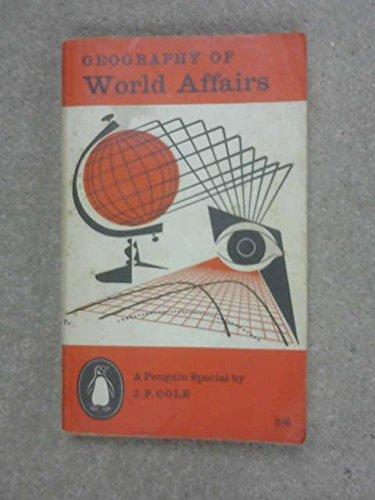 GEOGRAPHY OF
World Affairs
A Penguin Special by
J. P. COLE
3/6